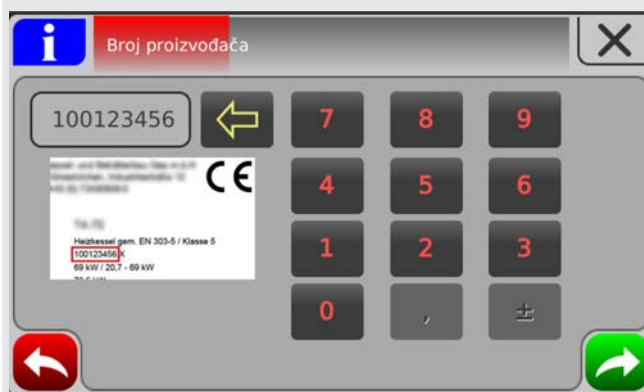 i
Broj proizvođača
100123456
7 8 9
CE
4 5 6
Heizkessel gem. EN 303-5 / Klasse 5
100123456 X
69 kW / 20,7 - 69 kW
1 2 3
0 , ±